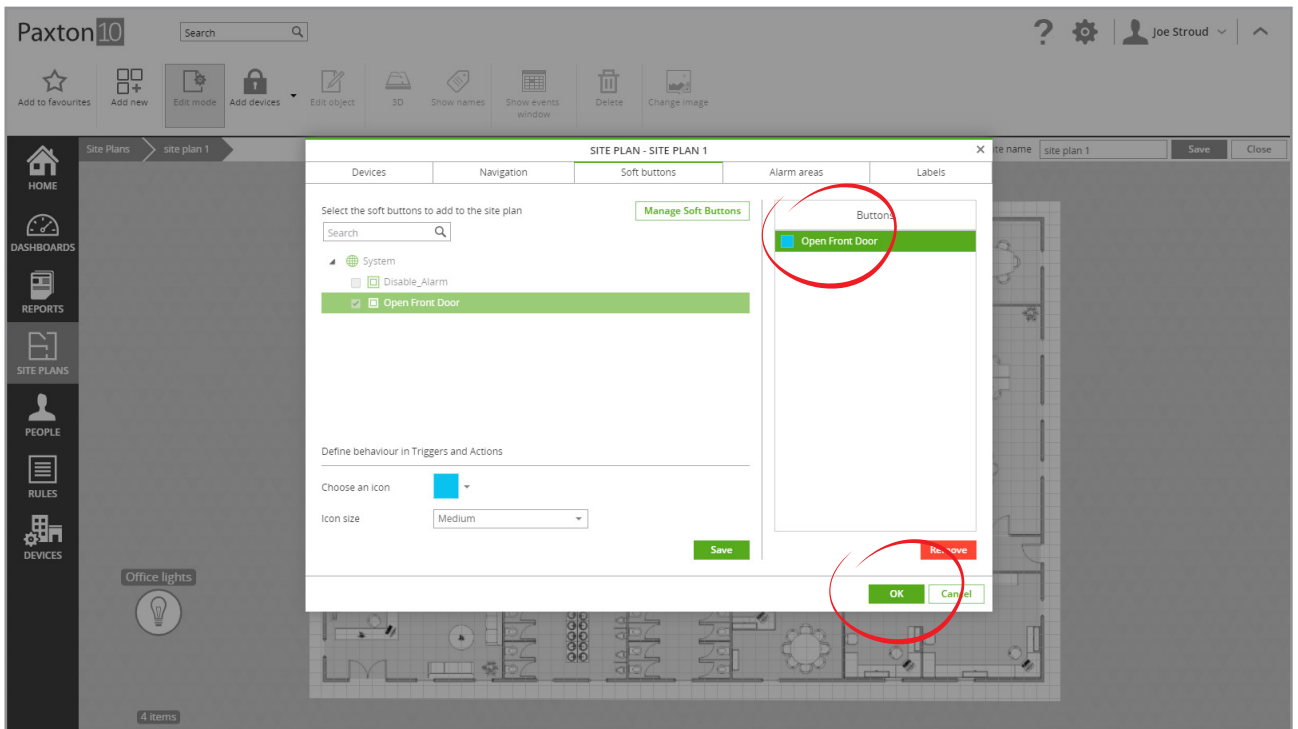 Paxton10
Search
Joe Stroud
Add to favourites
Add new
Edit mode
Add devices
Edit object
3D
Show names
Show events
window
Delete
Change image
Site Plans
site plan 1
SITE PLAN - SITE PLAN 1
te name
site plan 1
Save
Close
HOME
DASHBOARDS
REPORTS
SITE PLANS
PEOPLE
RULES
DEVICES
Devices
Navigation
Soft buttons
Alarm areas
Labels
Select the soft buttons to add to the site plan
Manage Soft Buttons
Search
System
Disable_Alarm
Open Front Door
Buttons
Open Front Door
Define behaviour in Triggers and Actions
Choose an icon
Icon size
Medium
Save
Remove
OK
Cancel
Office lights
4 items